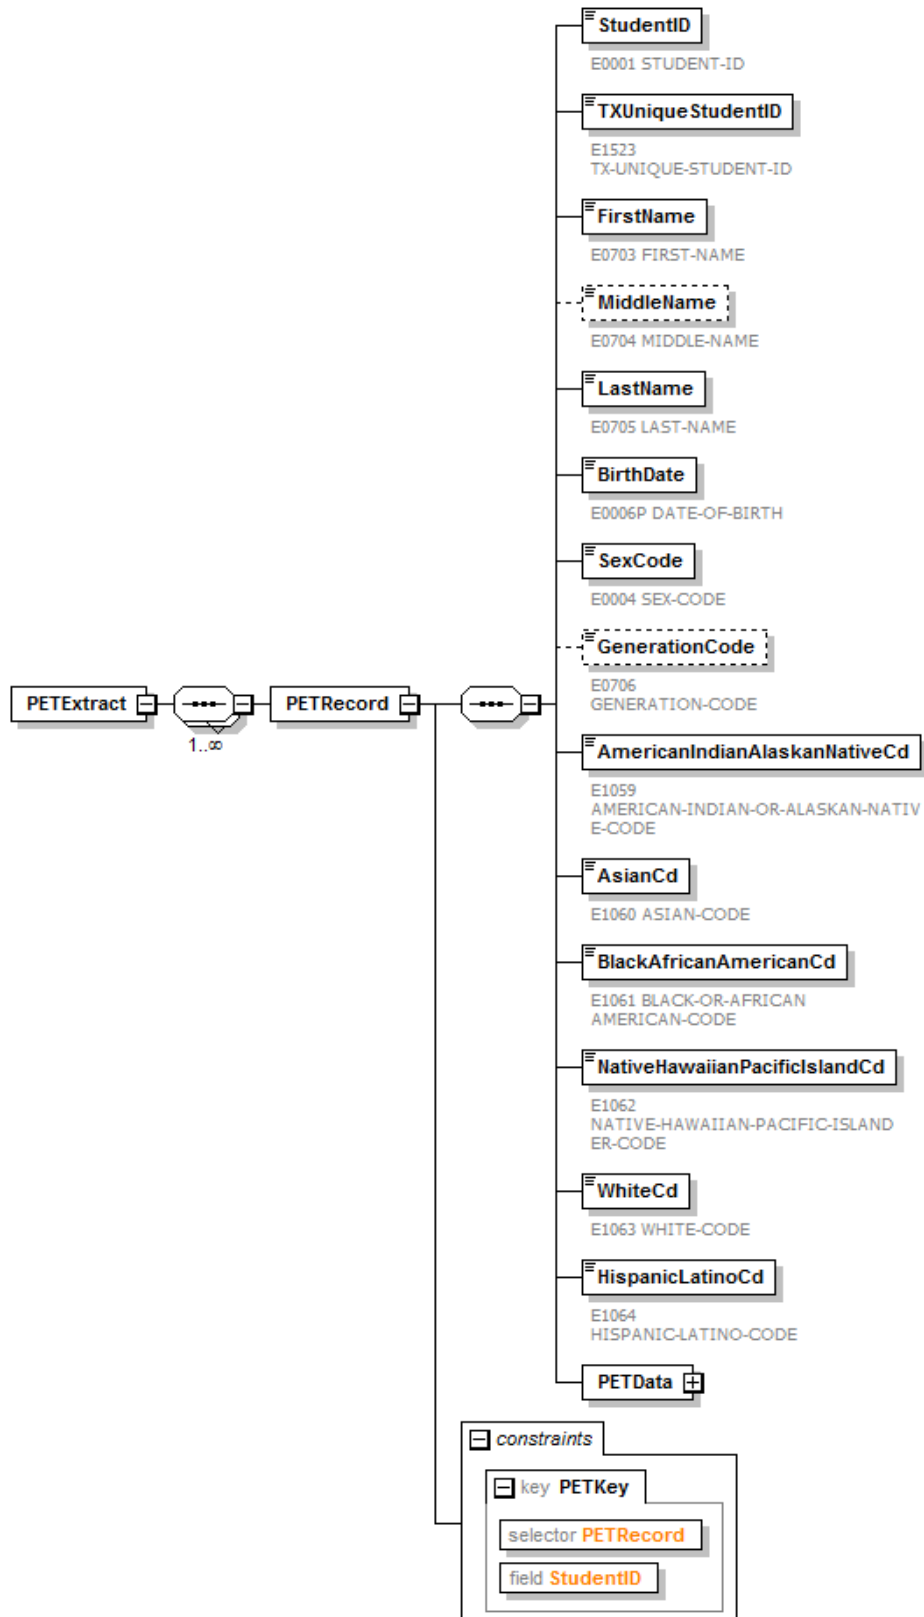 StudentID
E0001 STUDENT-ID
TXUniqueStudentID
E1523
TX-UNIQUE-STUDENT-ID
FirstName
E0703 FIRST-NAME
MiddleName
E0704 MIDDLE-NAME
LastName
E0705 LAST-NAME
BirthDate
E0006P DATE-OF-BIRTH
SexCode
E0004 SEX-CODE
GenerationCode
E0706
GENERATION-CODE
PETExtract
1..∞
PETRecord
AmericanIndianAlaskanNativeCd
E1059
AMERICAN-INDIAN-OR-ALASKAN-NATIV
E-CODE
AsianCd
E1060 ASIAN-CODE
BlackAfricanAmericanCd
E1061 BLACK-OR-AFRICAN
AMERICAN-CODE
NativeHawaiianPacificIslandCd
E1062
NATIVE-HAWAIIAN-PACIFIC-ISLAND
ER-CODE
WhiteCd
E1063 WHITE-CODE
HispanicLatinoCd
E1064
HISPANIC-LATINO-CODE
PETData
constraints
key PETKey
selector PETRecord
field StudentID